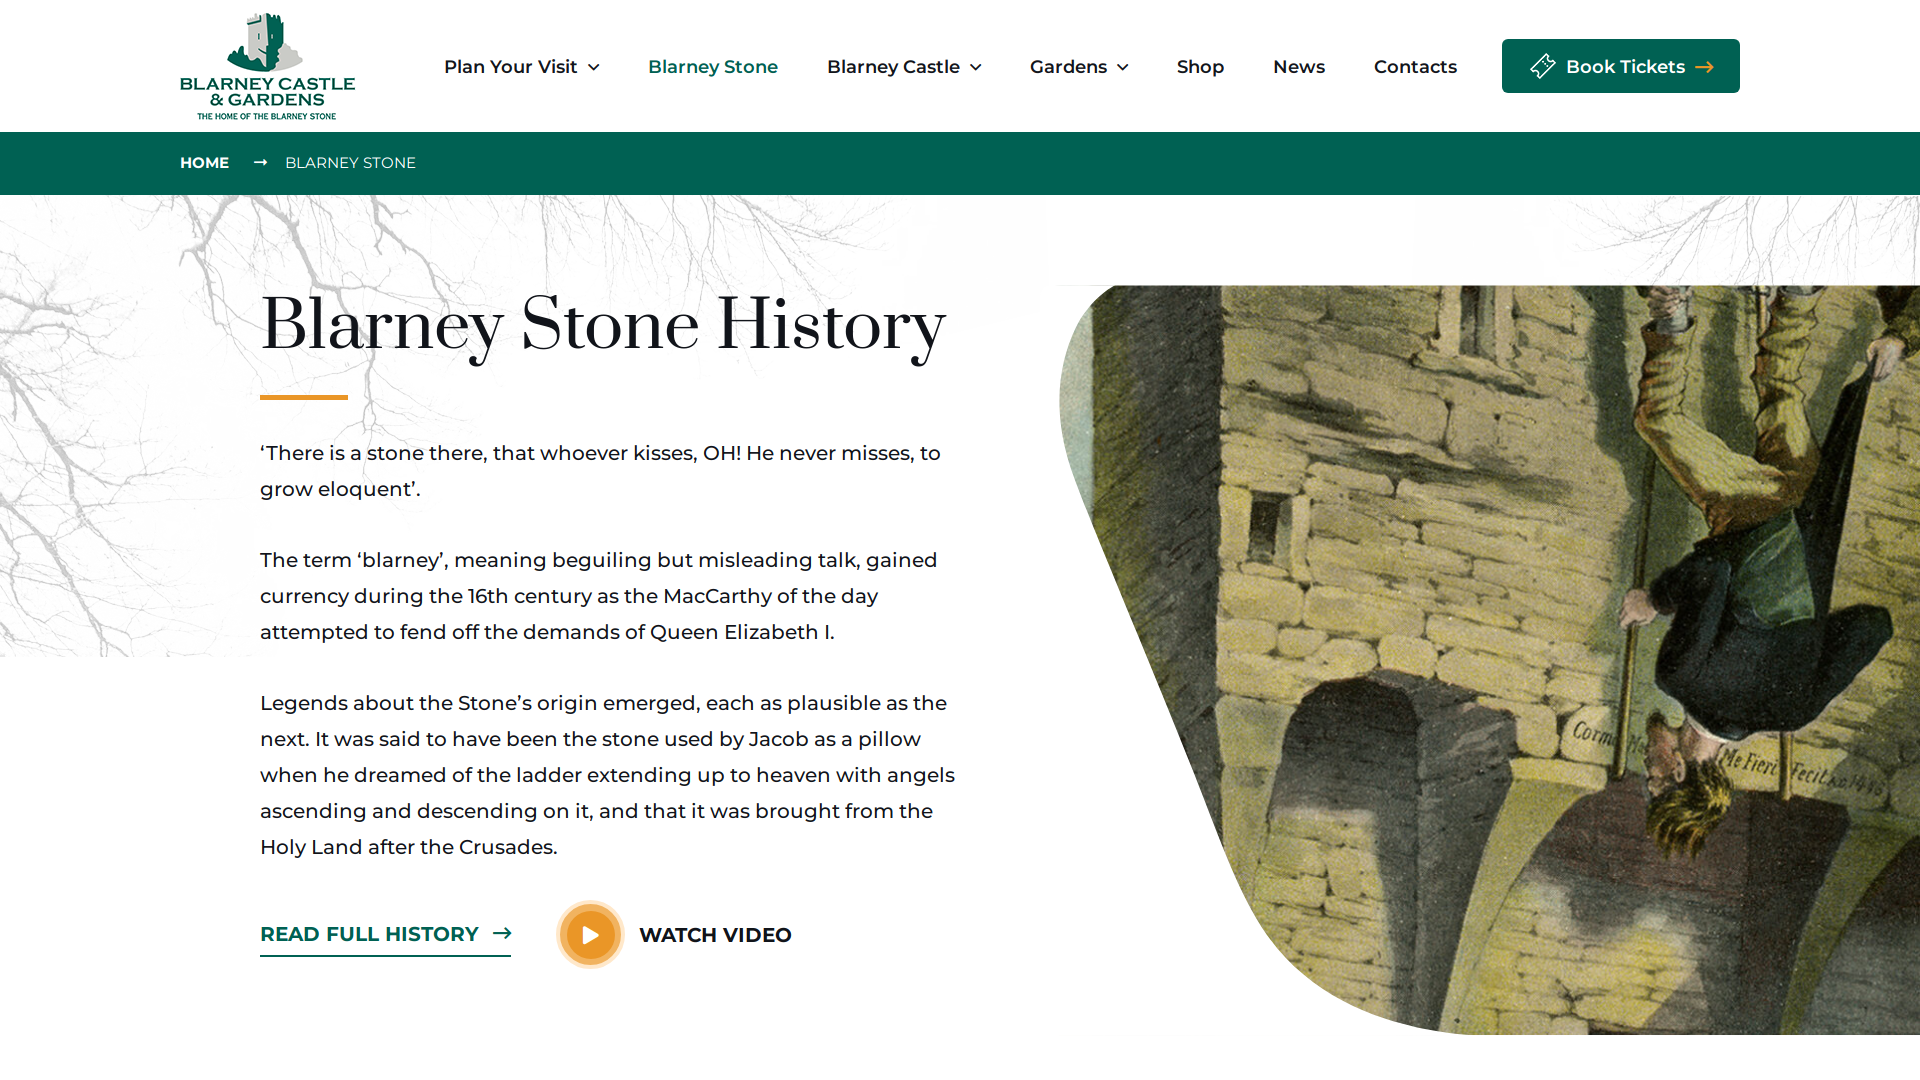 BLARNEY CASTLE
& GARDENS
THE HOME OF THE BLARNEY STONE
Plan Your Visit
Blarney Stone
Blarney Castle
Gardens
Shop
News
Contacts
Book Tickets
HOME → BLARNEY STONE
Blarney Stone History
‘There is a stone there, that whoever kisses, OH! He never misses, to
grow eloquent’.
The term ‘blarney’, meaning beguiling but misleading talk, gained
currency during the 16th century as the MacCarthy of the day
attempted to fend off the demands of Queen Elizabeth I.
Legends about the Stone’s origin emerged, each as plausible as the
next. It was said to have been the stone used by Jacob as a pillow
when he dreamed of the ladder extending up to heaven with angels
ascending and descending on it, and that it was brought from the
Holy Land after the Crusades.
READ FULL HISTORY →
WATCH VIDEO
Me Fieri Fecit